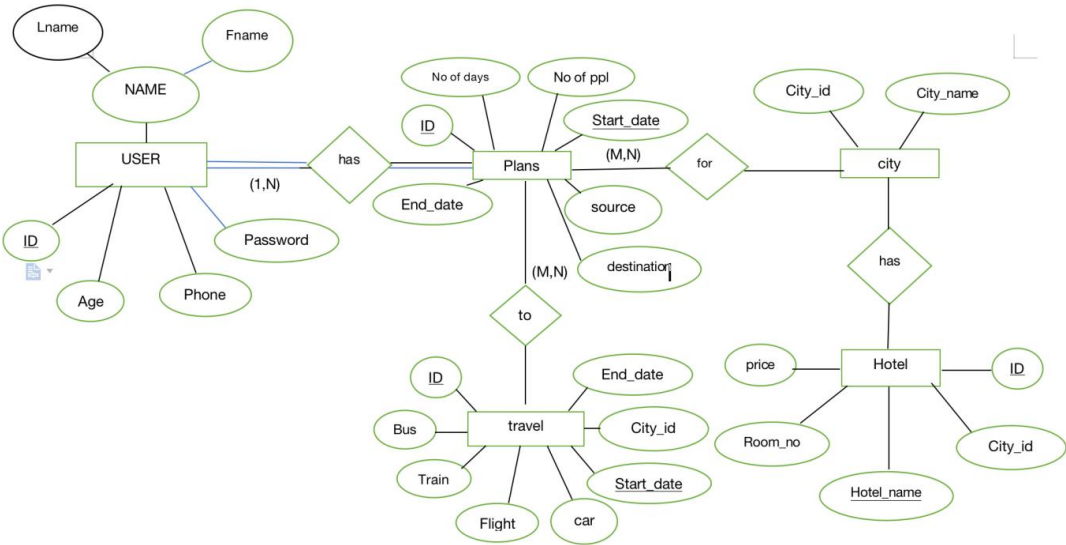 Lname
Fname
NAME
USER
(1,N)
has
ID
Age
Phone
Password
No of days
No of ppl
ID
Start_date
Plans
(M,N)
End_date
source
destination
for
City_id
City_name
city
has
(M,N)
to
ID
End_date
Bus
travel
City_id
Train
Start_date
Flight
car
price
Hotel
ID
Room_no
City_id
Hotel_name